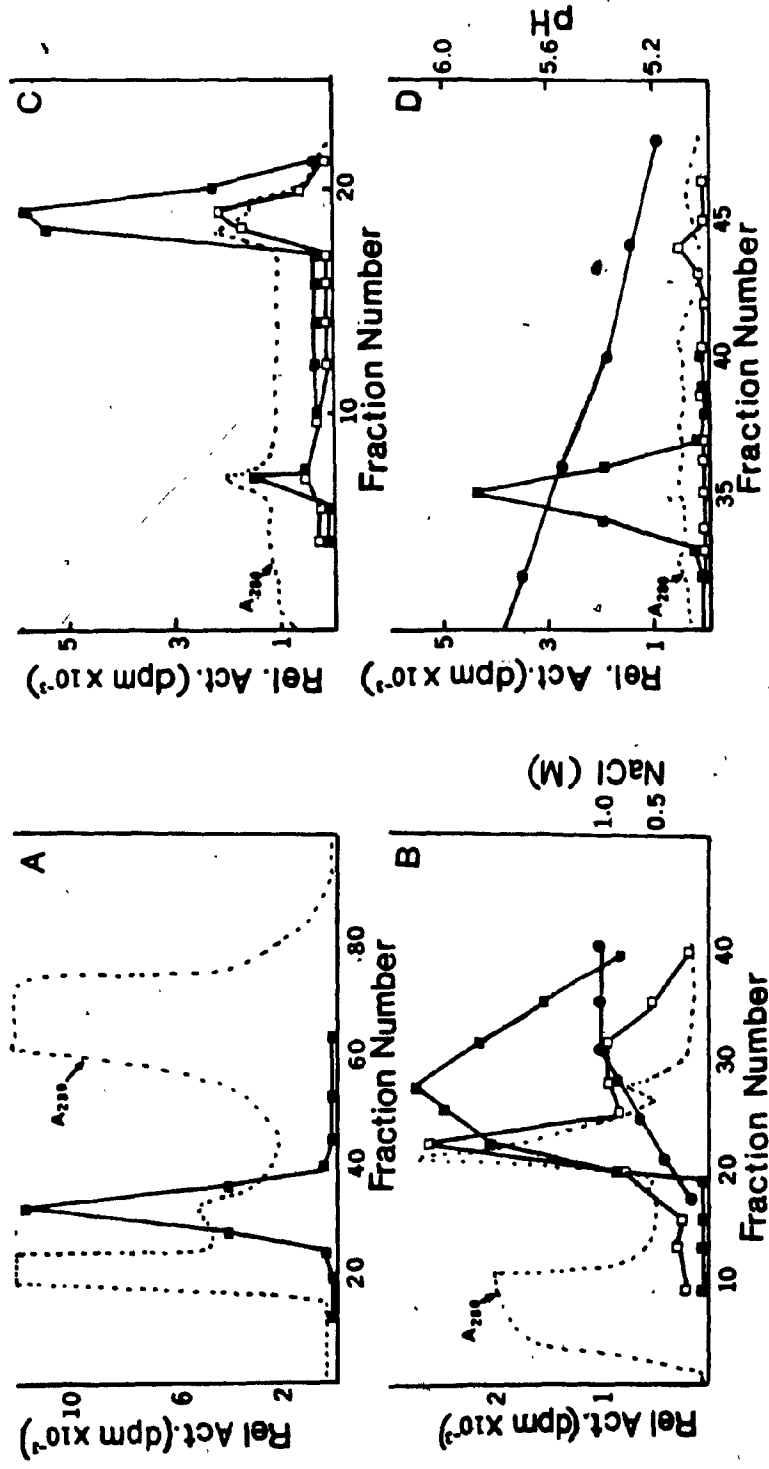 A
Rel Act.(dpm x10⁻³)
10
6
2
A₂₈₀
20
40
60
80
Fraction Number
B
Rel Act.(dpm x10⁻³)
2
1
A₂₈₀
10
20
30
40
Fraction Number
1.0
0.5
NaCl (M)
C
Rel. Act.(dpm x10⁻³)
5
3
1
A₂₈₀
10
20
Fraction Number
D
Rel. Act.(dpm x10⁻³)
5
3
1
A₂₈₀
35
40
45
Fraction Number
6.0
5.6
5.2
pH